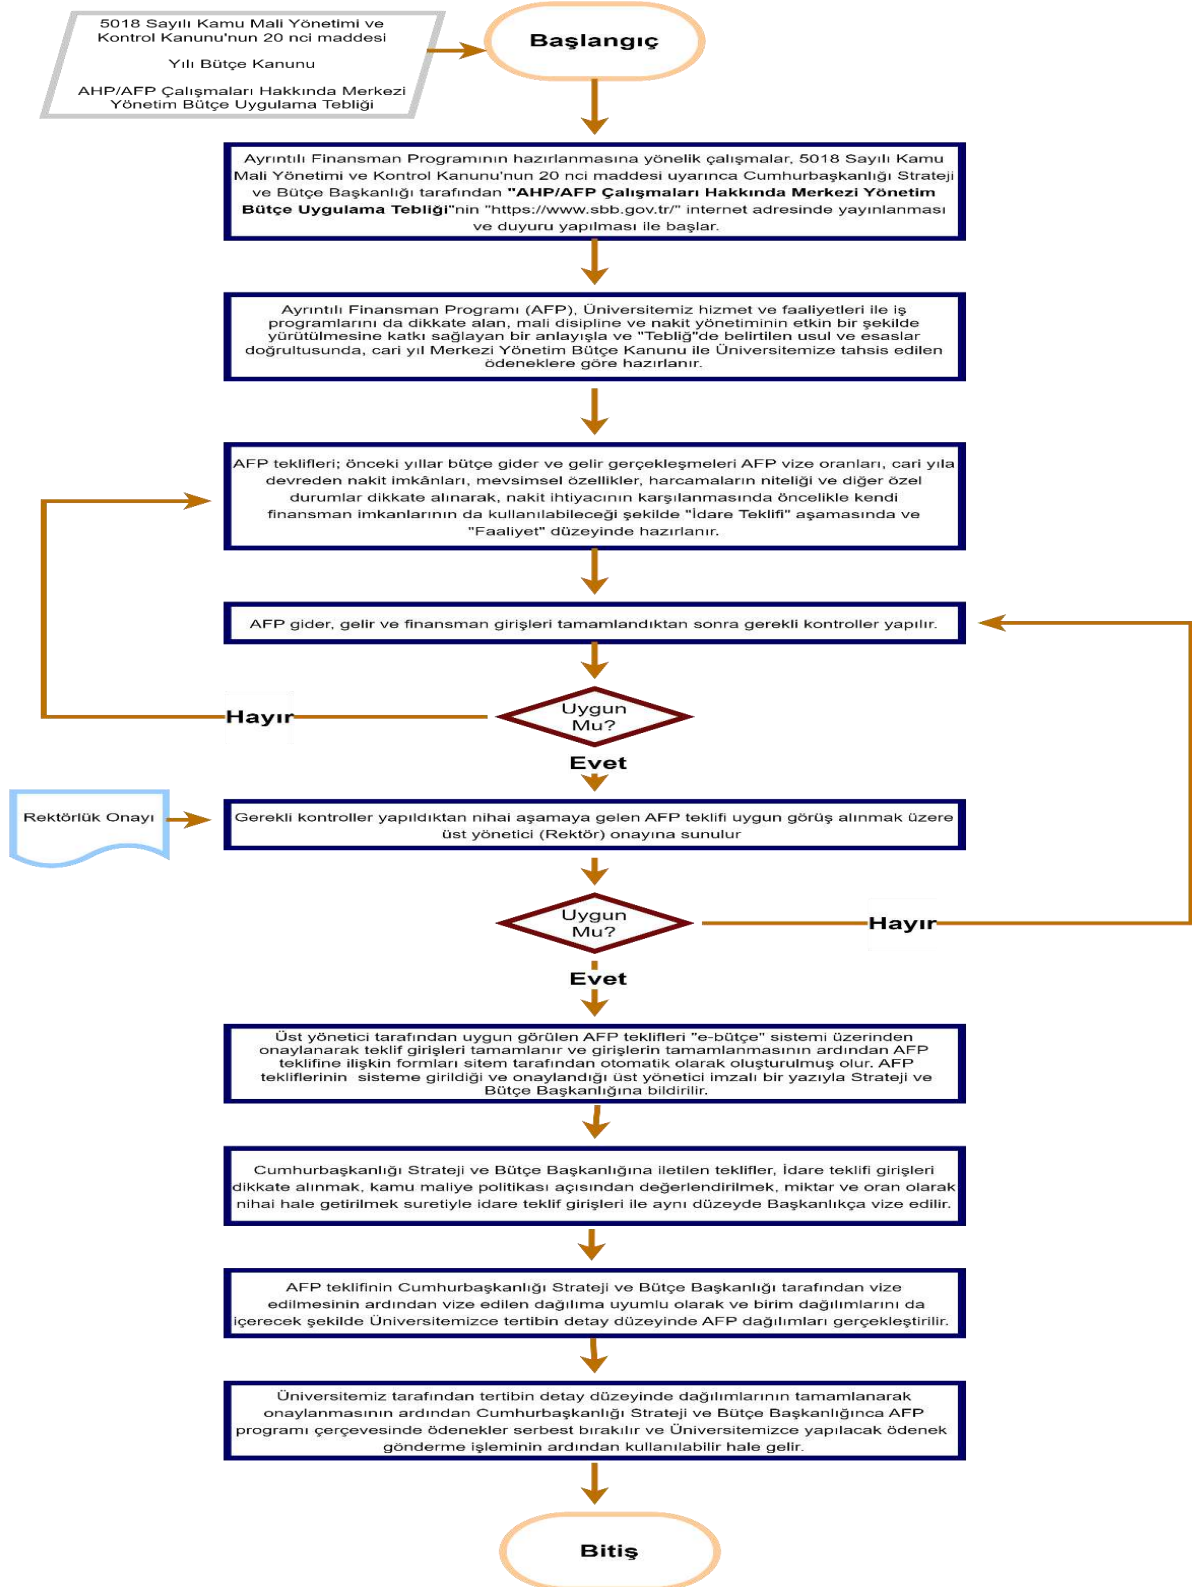 5018 Sayılı Kamu Mali Yönetimi ve
Kontrol Kanunu'nun 20 nci maddesi
Yılı Bütçe Kanunu
AHP/AFP Çalışmaları Hakkında Merkezi
Yönetim Bütçe Uygulama Tebliği
Başlangıç
Ayrıntılı Finansman Programının hazırlanmasına yönelik çalışmalar, 5018 Sayılı Kamu
Mali Yönetimi ve Kontrol Kanunu'nun 20 nci maddesi uyarınca Cumhurbaşkanlığı Strateji
ve Bütçe Başkanlığı tarafından "AHP/AFP Çalışmaları Hakkında Merkezi Yönetim
Bütçe Uygulama Tebliği"nin "https://www.sbb.gov.tr/" internet adresinde yayınlanması
ve duyuru yapılması ile başlar.
Ayrıntılı Finansman Programı (AFP), Üniversitemiz hizmet ve faaliyetleri ile iş
programlarını da dikkate alan, mali disipline ve nakit yönetiminin etkin bir şekilde
yürütülmesine katkı sağlayan bir anlayışla ve "Tebliğ"de belirtilen usul ve esaslar
doğrultusunda, cari yıl Merkezi Yönetim Bütçe Kanunu ile Üniversitemize tahsis edilen
ödeneklere göre hazırlanır.
AFP teklifleri; önceki yıllar bütçe gider ve gelir gerçekleşmeleri AFP vize oranları, cari yıla
devreden nakit imkânları, mevsimsel özellikler, harcamaların niteliği ve diğer özel
durumlar dikkate alınarak, nakit ihtiyacının karşılanmasında öncelikle kendi
finansman imkanlarının da kullanılabileceği şekilde "İdare Teklifi" aşamasında ve
"Faaliyet" düzeyinde hazırlanır.
AFP gider, gelir ve finansman girişleri tamamlandıktan sonra gerekli kontroller yapılır.
Uygun
Mu?
Hayır
Evet
Rektörlük Onayı
Gerekli kontroller yapıldıktan nihai aşamaya gelen AFP teklifi uygun görüş alınmak üzere
üst yönetici (Rektör) onayına sunulur
Uygun
Mu?
Hayır
Evet
Üst yönetici tarafından uygun görülen AFP teklifleri "e-bütçe" sistemi üzerinden
onaylanarak teklif girişleri tamamlanır ve girişlerin tamamlanmasının ardından AFP
teklifine ilişkin formları sitem tarafından otomatik olarak oluşturulmuş olur. AFP
tekliflerinin sisteme girildiği ve onaylandığı üst yönetici imzalı bir yazıyla Strateji ve
Bütçe Başkanlığına bildirilir.
Cumhurbaşkanlığı Strateji ve Bütçe Başkanlığına iletilen teklifler, İdare teklifi girişleri
dikkate alınmak, kamu maliye politikası açısından değerlendirilmek, miktar ve oran olarak
nihai hale getirilmek suretiyle idare teklif girişleri ile aynı düzeyde Başkanlıkça vize edilir.
AFP teklifinin Cumhurbaşkanlığı Strateji ve Bütçe Başkanlığı tarafından vize
edilmesinin ardından vize edilen dağılıma uyumlu olarak ve birim dağılımlarını da
içerecek şekilde Üniversitemizce tertibin detay düzeyinde AFP dağılımları gerçekleştirilir.
Üniversitemiz tarafından tertibin detay düzeyinde dağılımlarının tamamlanarak
onaylanmasının ardından Cumhurbaşkanlığı Strateji ve Bütçe Başkanlığınca AFP
programı çerçevesinde ödenekler serbest bırakılır ve Üniversitemizce yapılacak ödenek
gönderme işleminin ardından kullanılabilir hale gelir.
Bitiş